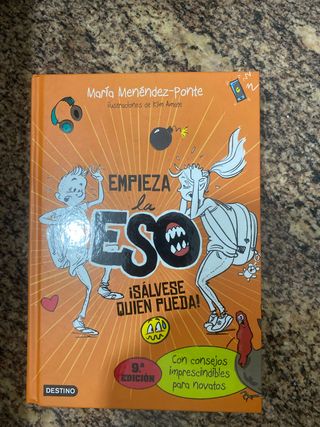 María Menéndez-Ponte
ilustraciones de Kim Amate
EMPIEZA
la
ESO
¡SÁLVESE
QUIEN PUEDA!
9.ª
EDICIÓN
Con consejos
imprescindibles
para novatos
DESTINO